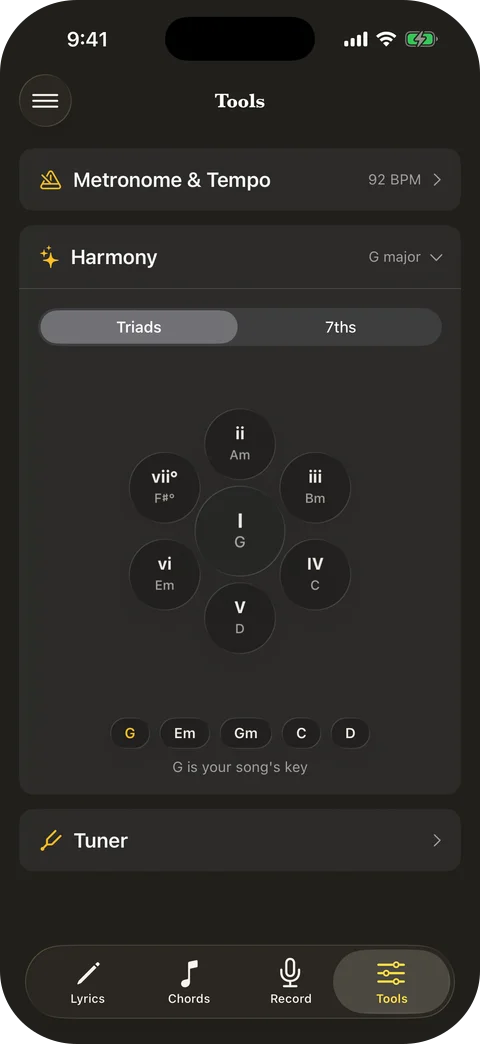 9:41
Tools
Metronome & Tempo 92 BPM
Harmony G major
Triads 7ths
ii
Am
vii° iii
F#° Bm
I
G
vi IV
Em C
V
D
G Em Gm C D
G is your song's key
Tuner
Lyrics Chords Record Tools